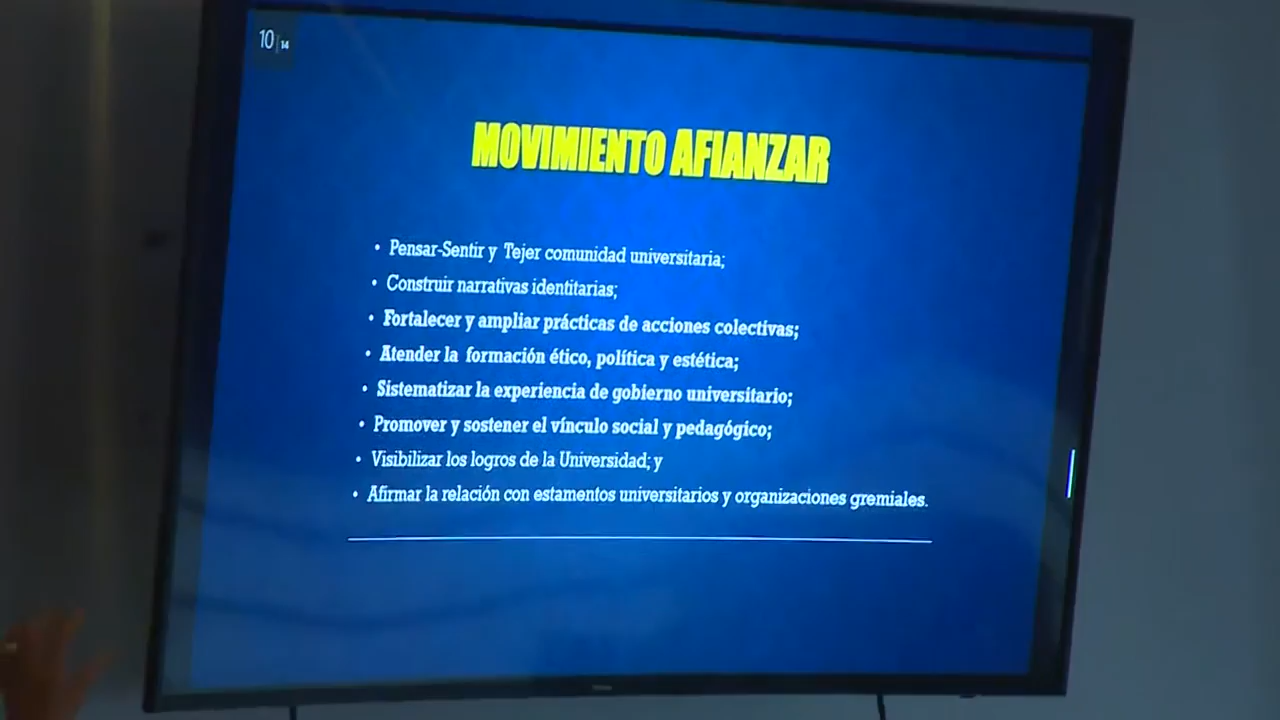 10|14
MOVIMIENTO AFIANZAR
• Pensar-Sentir y Tejer comunidad universitaria;
• Construir narrativas identitarias;
• Fortalecer y ampliar prácticas de acciones colectivas;
• Atender la formación ético, política y estética;
• Sistematizar la experiencia de gobierno universitario;
• Promover y sostener el vínculo social y pedagógico;
• Visibilizar los logros de la Universidad; y
• Afirmar la relación con estamentos universitarios y organizaciones gremiales.